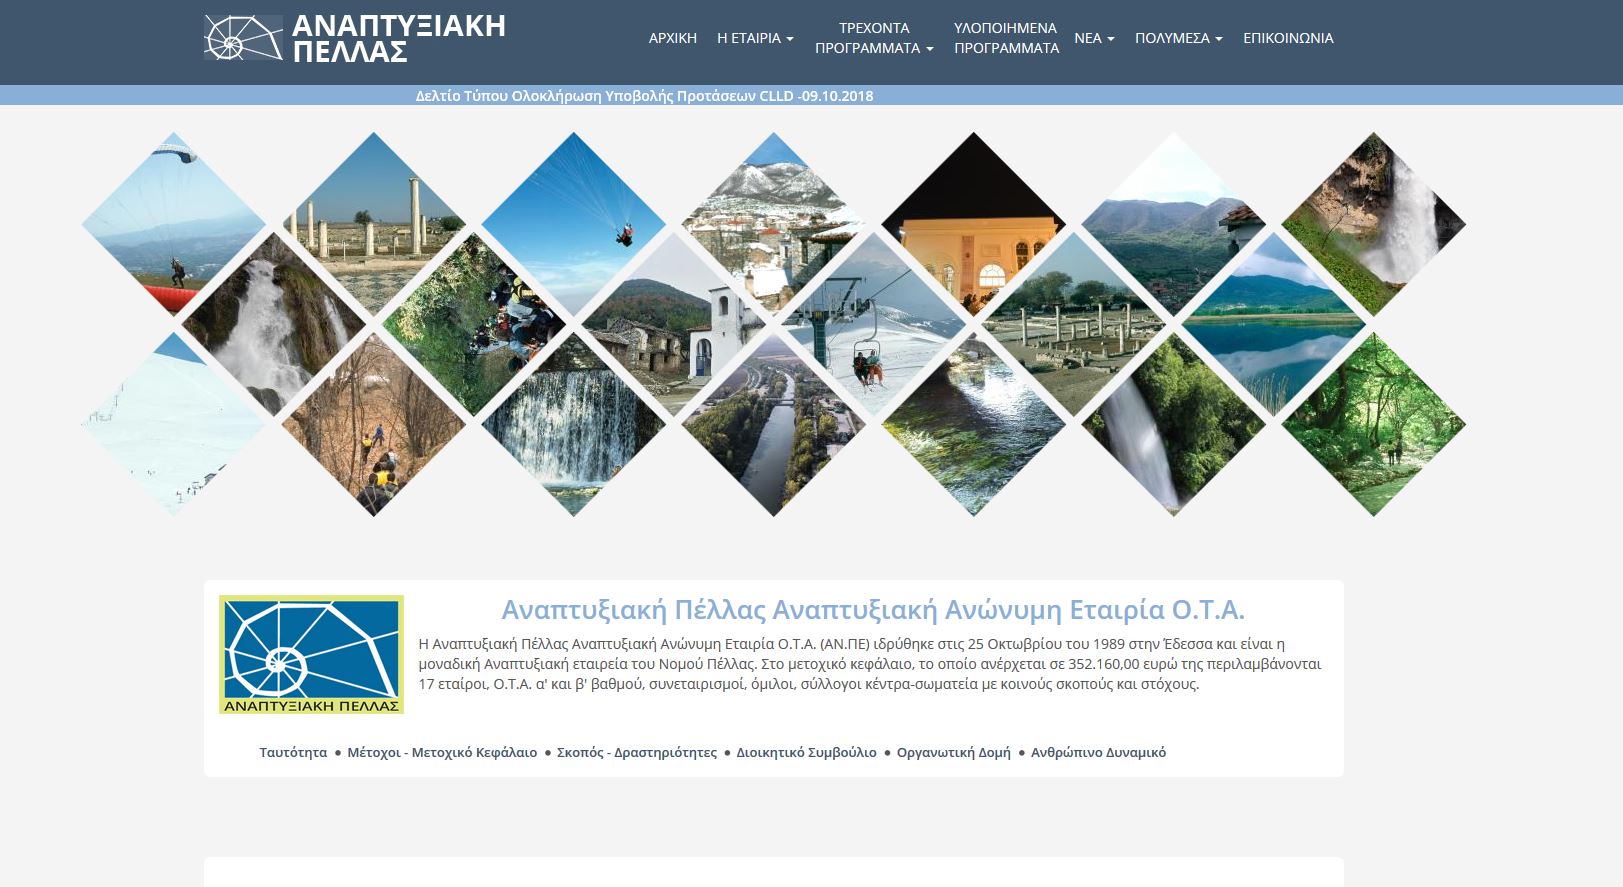 ΑΝΑΠΤΥΞΙΑΚΗ
ΠΕΛΛΑΣ
ΑΡΧΙΚΗ
Η ΕΤΑΙΡΙΑ
ΤΡΕΧΟΝΤΑ
ΠΡΟΓΡΑΜΜΑΤΑ
ΥΛΟΠΟΙΗΜΕΝΑ
ΠΡΟΓΡΑΜΜΑΤΑ
ΝΕΑ
ΠΟΛΥΜΕΣΑ
ΕΠΙΚΟΙΝΩΝΙΑ
Δελτίο Τύπου Ολοκλήρωση Υποβολής Προτάσεων CLLD -09.10.2018
ΑΝΑΠΤΥΞΙΑΚΗ ΠΕΛΛΑΣ
Αναπτυξιακή Πέλλας Αναπτυξιακή Ανώνυμη Εταιρία Ο.Τ.Α.
Η Αναπτυξιακή Πέλλας Αναπτυξιακή Ανώνυμη Εταιρία Ο.Τ.Α. (ΑΝ.ΠΕ) ιδρύθηκε στις 25 Οκτωβρίου του 1989 στην Έδεσσα και είναι η
μοναδική Αναπτυξιακή εταιρεία του Νομού Πέλλας. Στο μετοχικό κεφάλαιο, το οποίο ανέρχεται σε 352.160,00 ευρώ της περιλαμβάνονται
17 εταίροι, Ο.Τ.Α. α' και β' βαθμού, συνεταιρισμοί, όμιλοι, σύλλογοι κέντρα-σωματεία με κοινούς σκοπούς και στόχους.
Ταυτότητα ● Μέτοχοι - Μετοχικό Κεφάλαιο ● Σκοπός - Δραστηριότητες ● Διοικητικό Συμβούλιο ● Οργανωτική Δομή ● Ανθρώπινο Δυναμικό